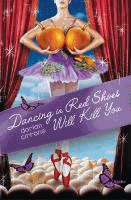 Dancing in Red Shoes
Will Kill You
dorian
cirrone